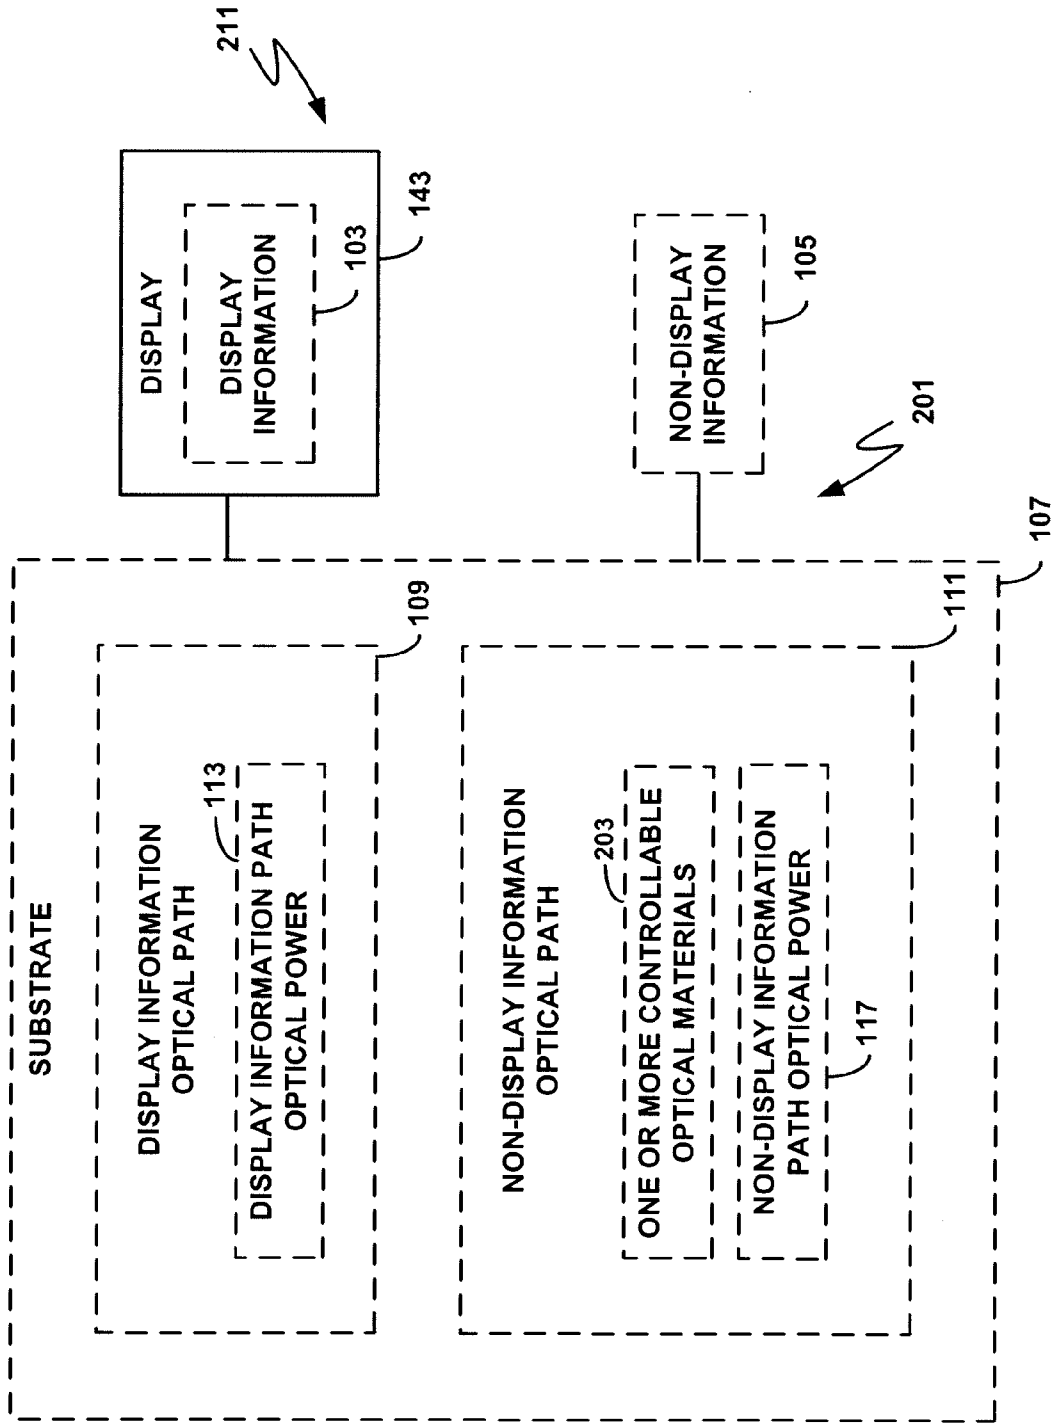 SUBSTRATE
DISPLAY INFORMATION
OPTICAL PATH
113
DISPLAY INFORMATION PATH
OPTICAL POWER
109
NON-DISPLAY INFORMATION
OPTICAL PATH
203
ONE OR MORE CONTROLLABLE
OPTICAL MATERIALS
NON-DISPLAY INFORMATION
PATH OPTICAL POWER
117
111
107
DISPLAY
DISPLAY
INFORMATION
103
143
211
NON-DISPLAY
INFORMATION
105
201